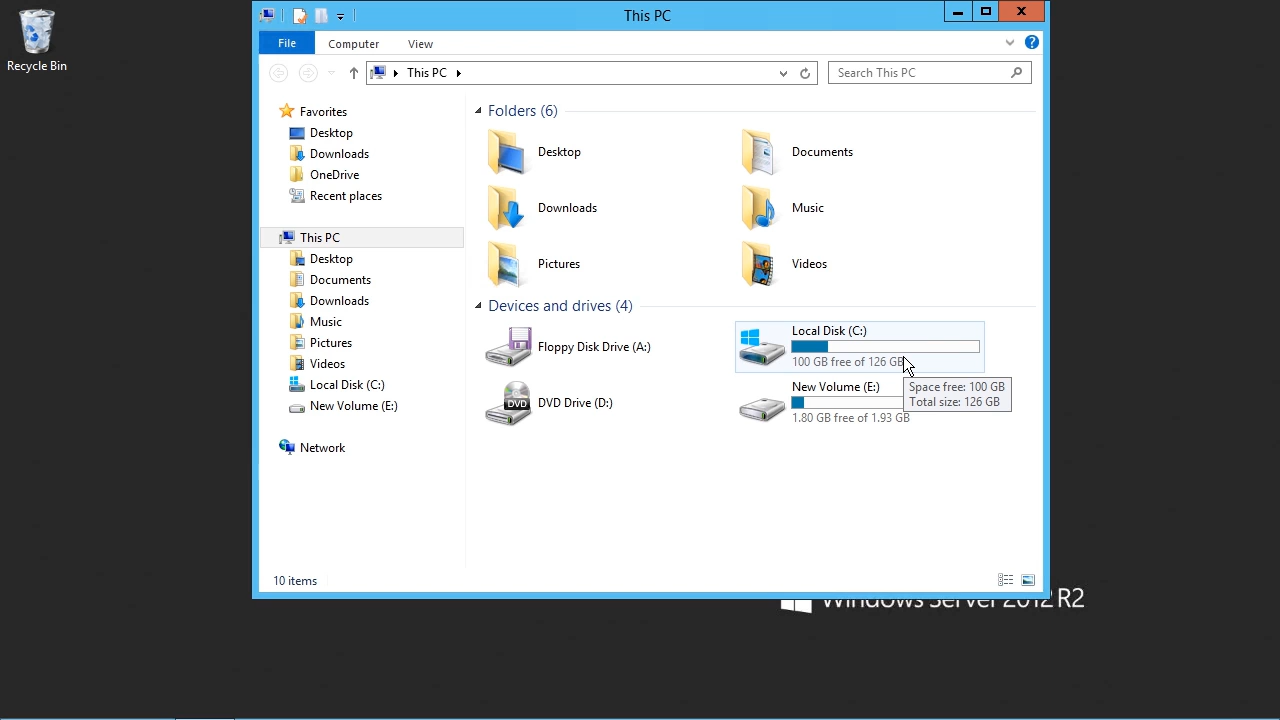 Recycle Bin
This PC
File
Computer
View
This PC
Search This PC
Favorites
Desktop
Downloads
OneDrive
Recent places
This PC
Desktop
Documents
Downloads
Music
Pictures
Videos
Local Disk (C:)
New Volume (E:)
Network
Folders (6)
Desktop
Documents
Downloads
Music
Pictures
Videos
Devices and drives (4)
Floppy Disk Drive (A:)
Local Disk (C:)
100 GB free of 126 GB
DVD
DVD Drive (D:)
New Volume (E:)
1.80 GB free of 1.93 GB
Space free: 100 GB
Total size: 126 GB
10 items
Windows Server 2012 R2